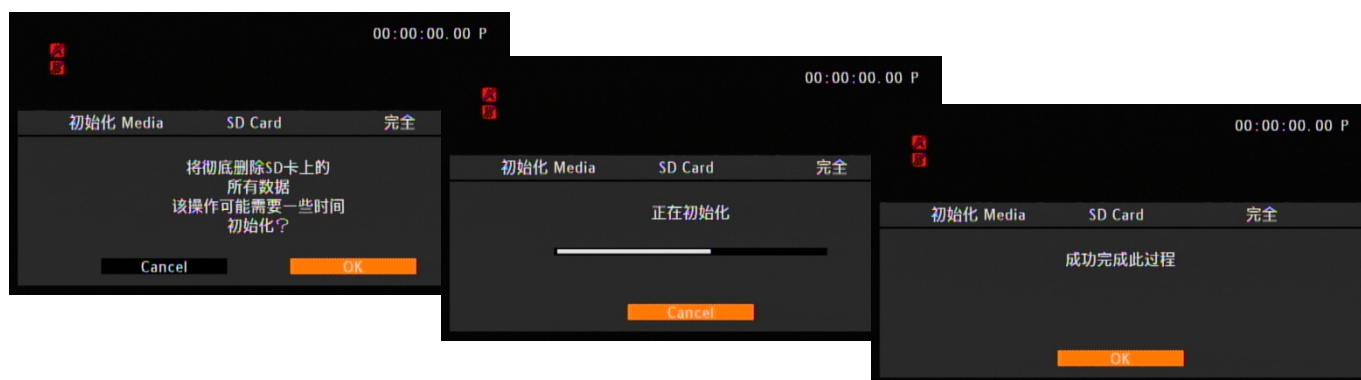 00:00:00.00 P
初始化 Media SD Card 完全
将彻底删除SD卡上的
所有数据
该操作可能需要一些时间
初始化？
Cancel OK
00:00:00.00 P
初始化 Media SD Card 完全
正在初始化
Cancel
00:00:00.00 P
初始化 Media SD Card 完全
成功完成此过程
OK